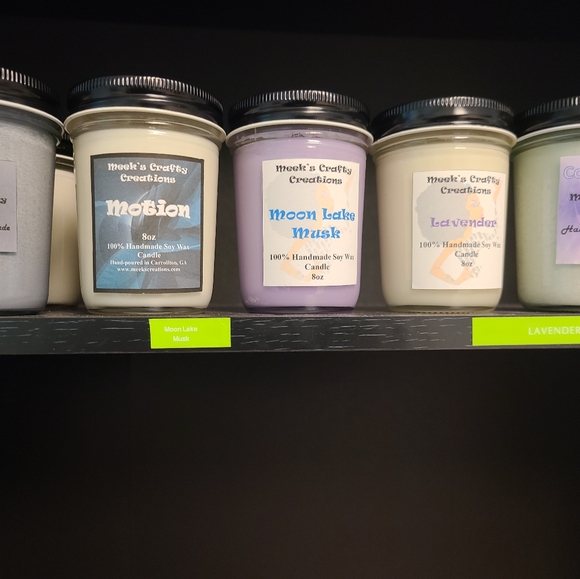 Meek's Crafty
Creations
Motion
8oz
100% Handmade Soy Wax
Candle
Hand-poured in Carrollton, GA
www.meekscreations.com
Meek's Crafty
Creations
Moon Lake
Musk
100% Handmade Soy Wax
Candle
8oz
Meek's Crafty
Creations
Lavender
100% Handmade Soy Wax
Candle
8oz
Moon Lake
Musk
LAVENDER